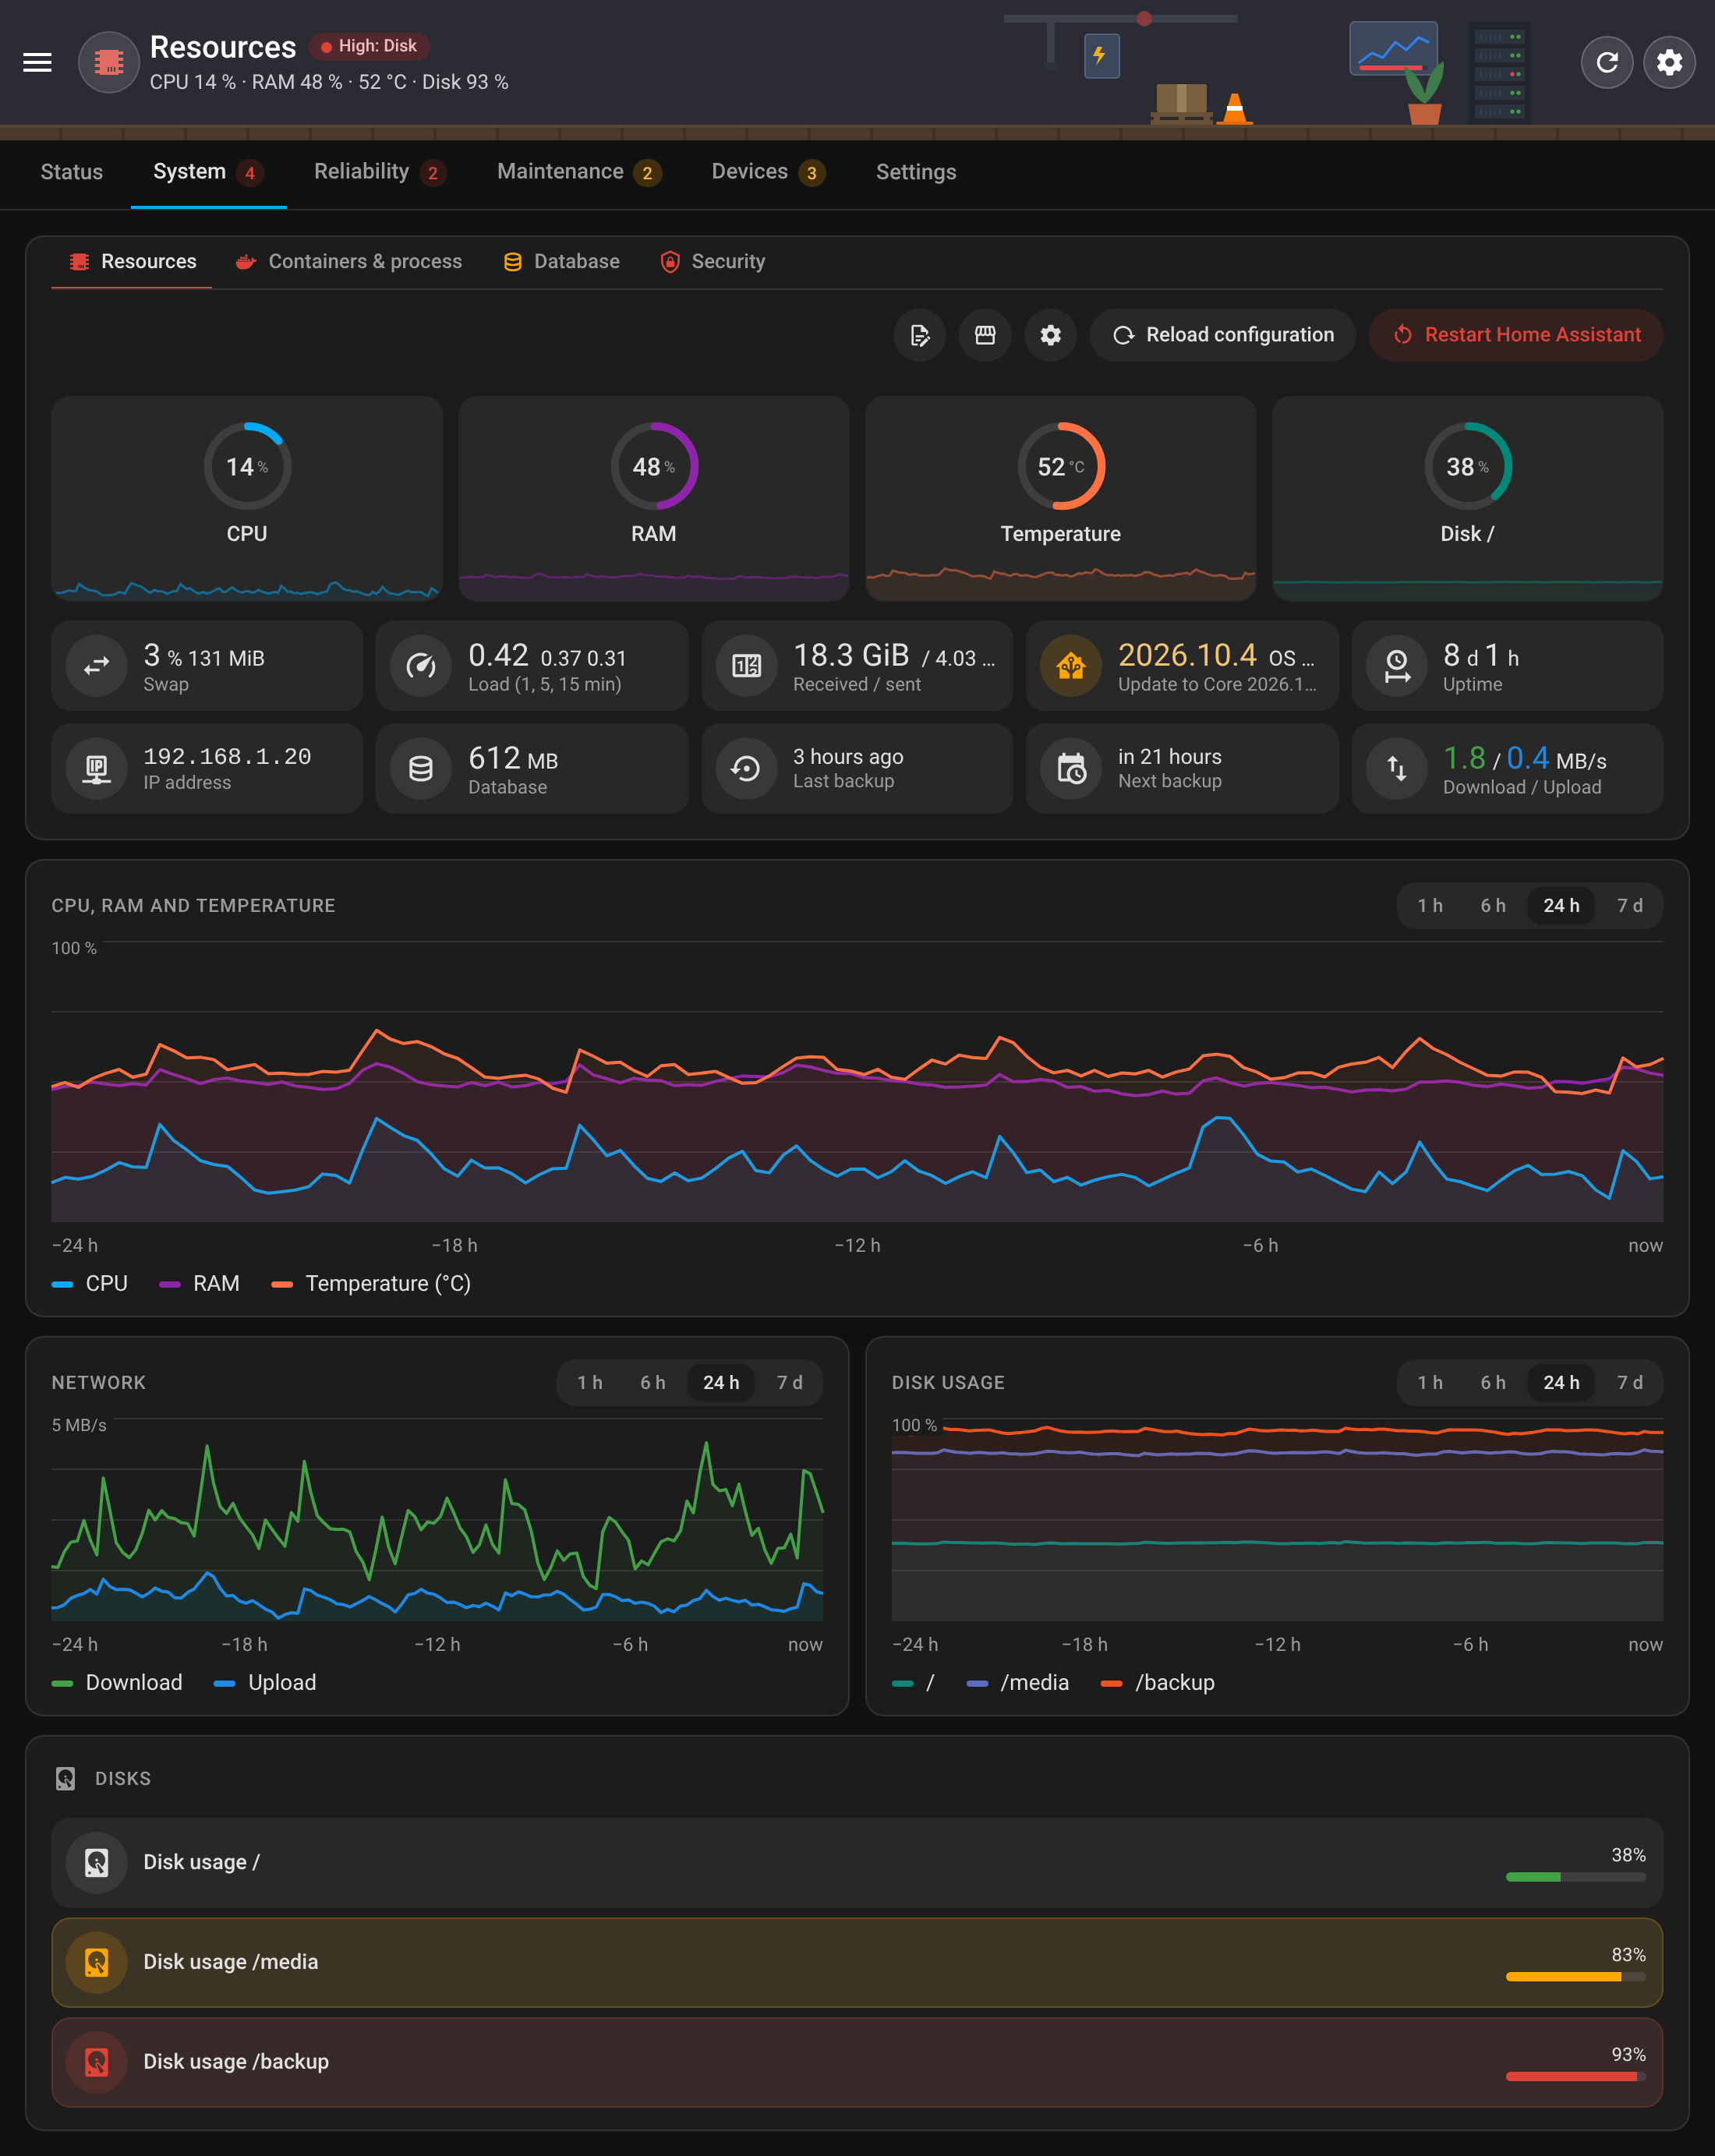 Resources High: Disk
CPU 14 % · RAM 48 % · 52 °C · Disk 93 %
Status System 4 Reliability 2 Maintenance 2 Devices 3 Settings
Resources Containers & process Database Security
Reload configuration Restart Home Assistant
14 % 48 % 52 °C 38 %
CPU RAM Temperature Disk /
3 % 131 MiB
Swap
0.42 0.37 0.31
Load (1, 5, 15 min)
18.3 GiB / 4.03 ...
Received / sent
2026.10.4 OS ...
Update to Core 2026.1...
8 d 1 h
Uptime
192.168.1.20
IP address
612 MB
Database
3 hours ago
Last backup
in 21 hours
Next backup
1.8 / 0.4 MB/s
Download / Upload
CPU, RAM AND TEMPERATURE 1 h 6 h 24 h 7 d
100 %
−24 h −18 h −12 h −6 h now
CPU RAM Temperature (°C)
NETWORK 1 h 6 h 24 h 7 d
5 MB/s
−24 h −18 h −12 h −6 h now
Download Upload
DISK USAGE 1 h 6 h 24 h 7 d
100 %
−24 h −18 h −12 h −6 h now
/ /media /backup
DISKS
Disk usage / 38%
Disk usage /media 83%
Disk usage /backup 93%